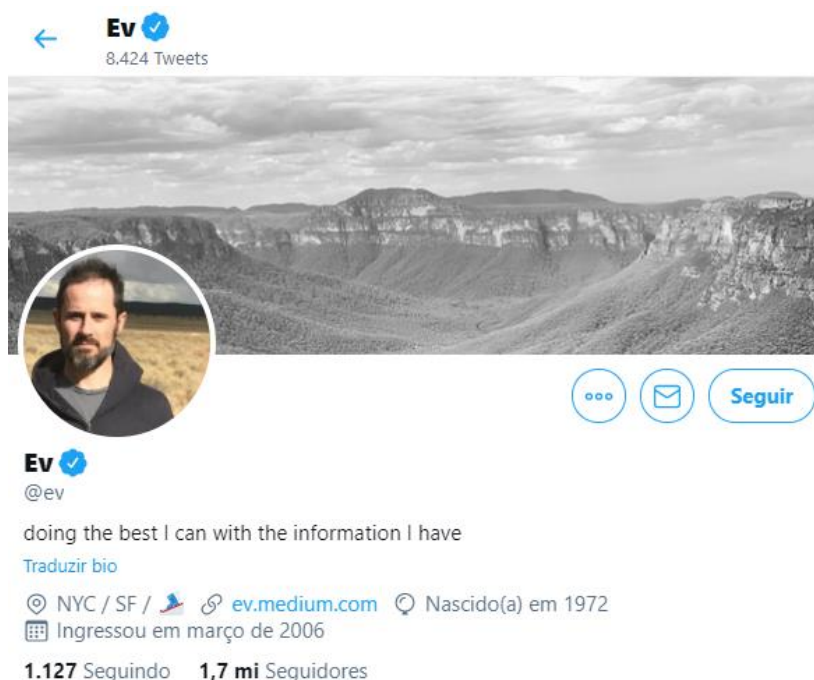 Ev
8.424 Tweets
Seguir
Ev
@ev
doing the best I can with the information I have
Traduzir bio
NYC / SF / ev.medium.com Nascido(a) em 1972
Ingressou em março de 2006
1.127 Seguindo 1,7 mi Seguidores